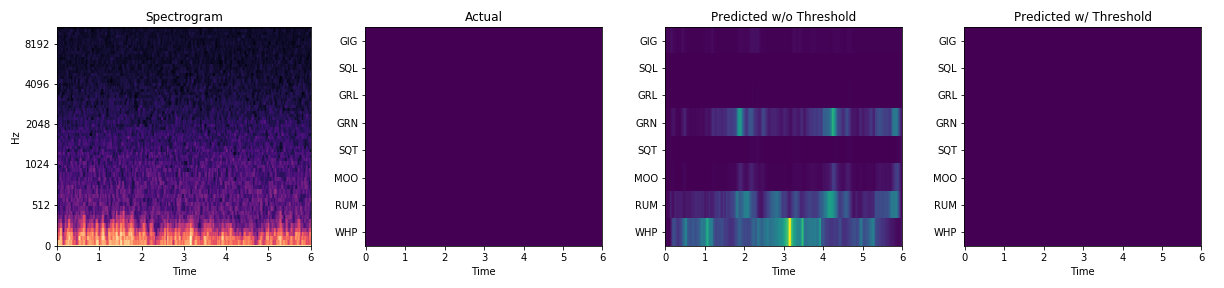 Spectrogram
Actual
Predicted w/o Threshold
Predicted w/ Threshold
8192
4096
2048
1024
512
0
Hz
0 1 2 3 4 5 6
Time
GIG
SQL
GRL
GRN
SQT
MOO
RUM
WHP
0 1 2 3 4 5 6
Time
GIG
SQL
GRL
GRN
SQT
MOO
RUM
WHP
0 1 2 3 4 5 6
Time
GIG
SQL
GRL
GRN
SQT
MOO
RUM
WHP
0 1 2 3 4 5 6
Time